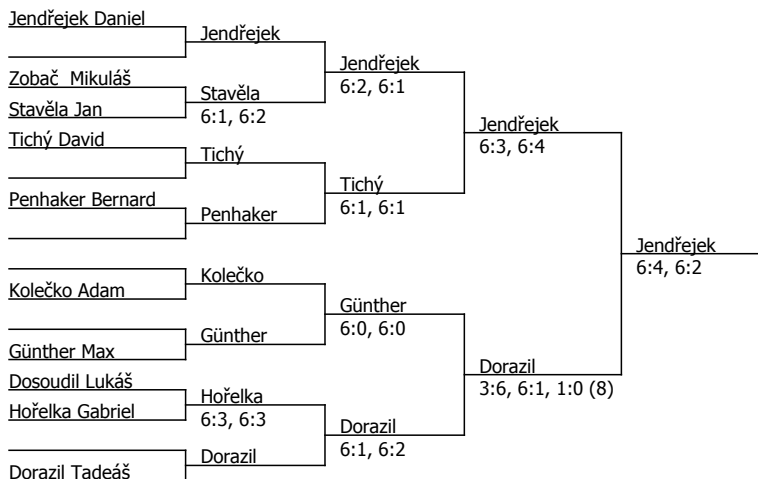 Jendřejek Daniel
Jendřejek
Jendřejek
6:2, 6:1
Zobač  Mikuláš
Stavěla
6:1, 6:2
Stavěla Jan
Jendřejek
6:3, 6:4
Tichý David
Tichý
Tichý
6:1, 6:1
Penhaker Bernard
Penhaker
Jendřejek
6:4, 6:2
Kolečko
Kolečko Adam
Günther
6:0, 6:0
Günther
Günther Max
Dorazil
3:6, 6:1, 1:0 (8)
Dosoudil Lukáš
Hořelka
6:3, 6:3
Hořelka Gabriel
Dorazil
6:1, 6:2
Dorazil
Dorazil Tadeáš